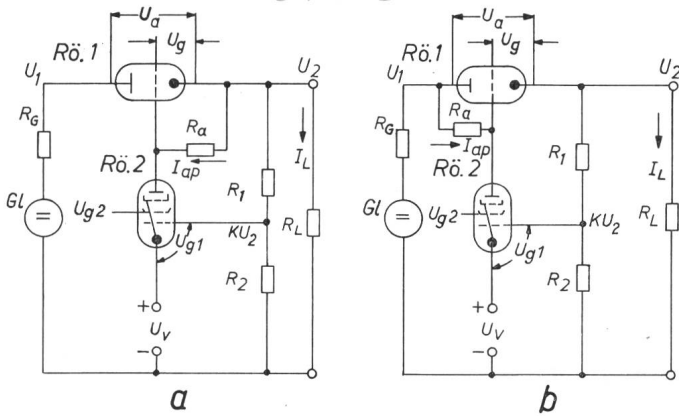 U_a
U_g
Rö.1
U_1
U_2
R_G
R_a
I_ap
I_L
Rö.2
R_1
Gl
U_g2
KU_2
R_L
U_g1
R_2
+
U_v
−
a
U_a
U_g
Rö.1
U_1
U_2
R_G
R_a
I_ap
I_L
Rö.2
R_1
Gl
U_g2
KU_2
R_L
U_g1
R_2
+
U_v
−
b